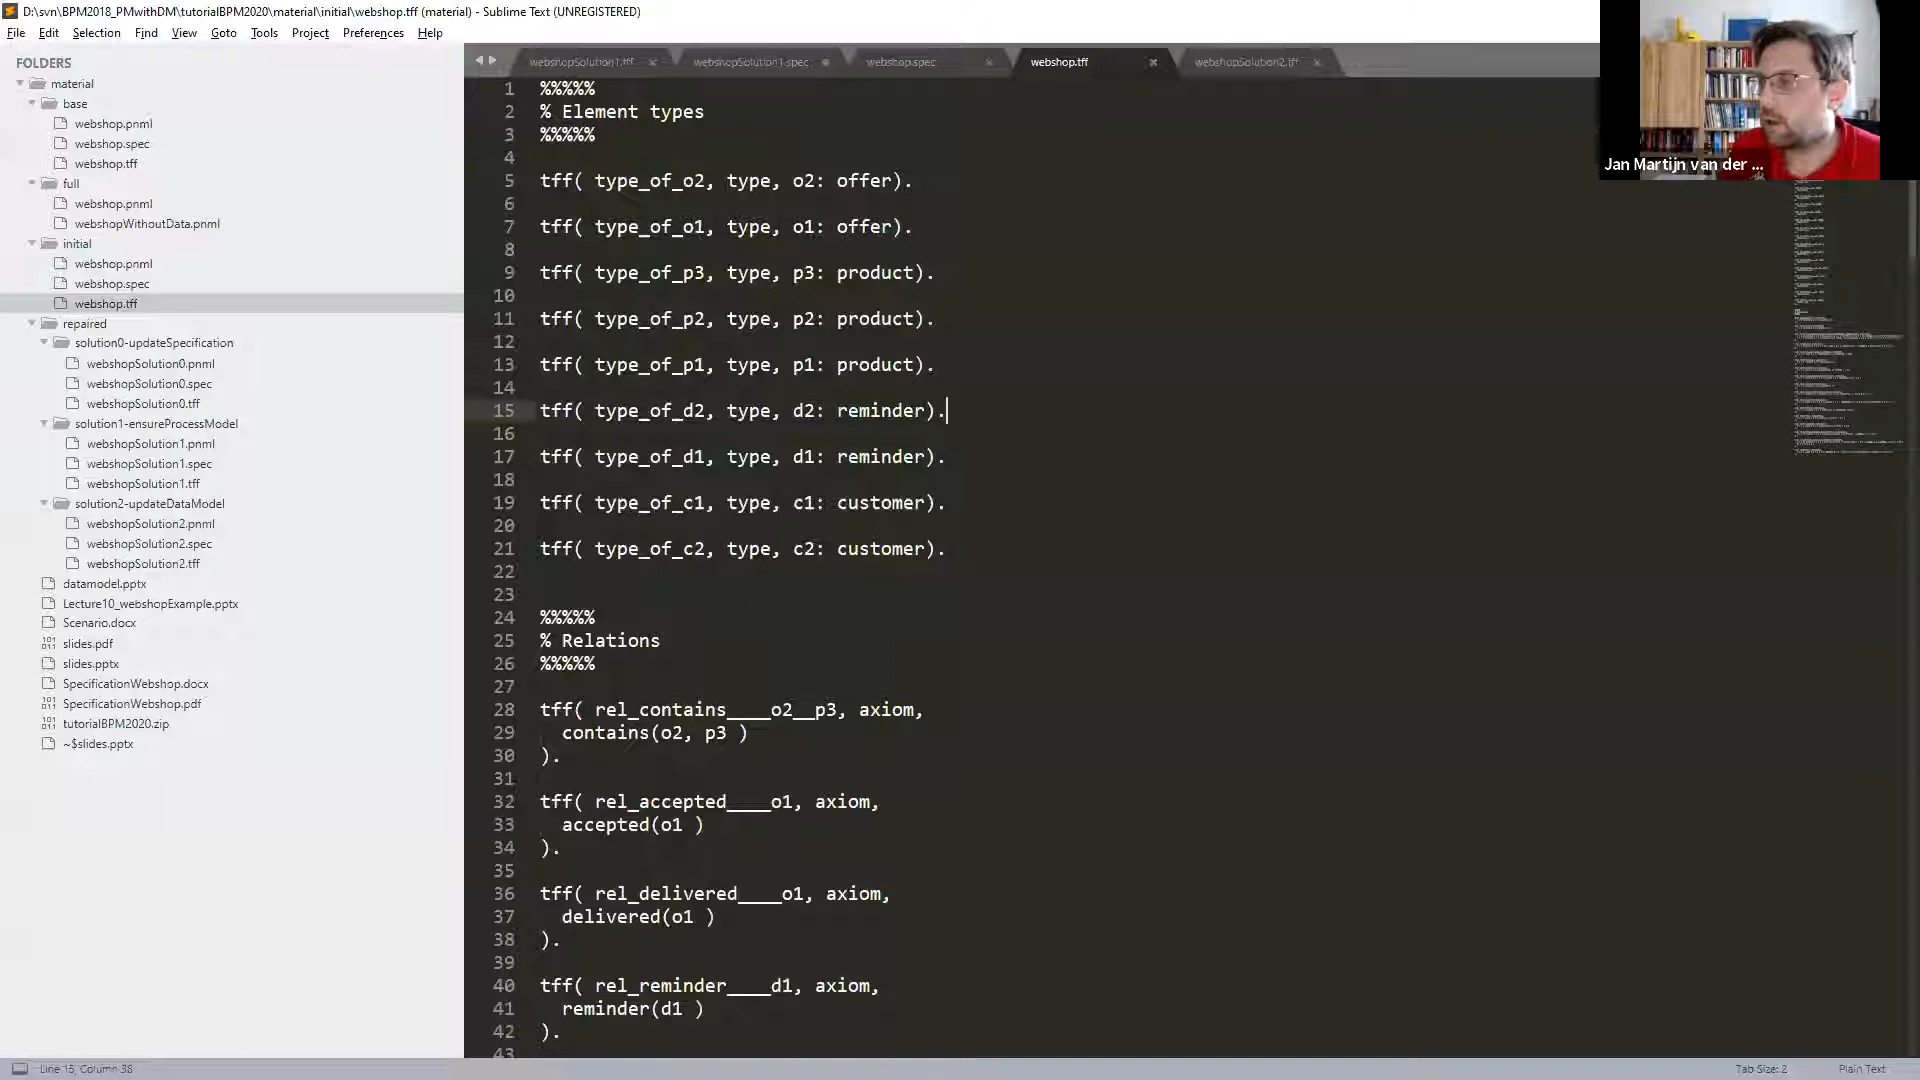 D:\svn\BPM2018_PMwithDM\tutorialBPM2020\material\initial\webshop.tff (material) - Sublime Text (UNREGISTERED)
File Edit Selection Find View Goto Tools Project Preferences Help
FOLDERS
material
base
webshop.pnml
webshop.spec
webshop.tff
full
webshop.pnml
webshopWithoutData.pnml
initial
webshop.pnml
webshop.spec
webshop.tff
repaired
solution0-updateSpecification
webshopSolution0.pnml
webshopSolution0.spec
webshopSolution0.tff
solution1-ensureProcessModel
webshopSolution1.pnml
webshopSolution1.spec
webshopSolution1.tff
solution2-updateDataModel
webshopSolution2.pnml
webshopSolution2.spec
webshopSolution2.tff
datamodel.pptx
Lecture10_webshopExample.pptx
Scenario.docx
slides.pdf
slides.pptx
SpecificationWebshop.docx
SpecificationWebshop.pdf
tutorialBPM2020.zip
~$slides.pptx
webshopSolution1.tff webshopSolution1.spec webshop.spec webshop.tff webshopSolution2.tff
1 %%%%%
2 % Element types
3 %%%%%
4
5 tff( type_of_o2, type, o2: offer).
6
7 tff( type_of_o1, type, o1: offer).
8
9 tff( type_of_p3, type, p3: product).
10
11 tff( type_of_p2, type, p2: product).
12
13 tff( type_of_p1, type, p1: product).
14
15 tff( type_of_d2, type, d2: reminder).
16
17 tff( type_of_d1, type, d1: reminder).
18
19 tff( type_of_c1, type, c1: customer).
20
21 tff( type_of_c2, type, c2: customer).
22
23
24 %%%%%
25 % Relations
26 %%%%%
27
28 tff( rel_contains____o2__p3, axiom,
29 contains(o2, p3 )
30 ).
31
32 tff( rel_accepted____o1, axiom,
33 accepted(o1 )
34 ).
35
36 tff( rel_delivered____o1, axiom,
37 delivered(o1 )
38 ).
39
40 tff( rel_reminder____d1, axiom,
41 reminder(d1 )
42 ).
43
Jan Martijn van der ...
Line 15, Column 38
Tab Size: 2
Plain Text